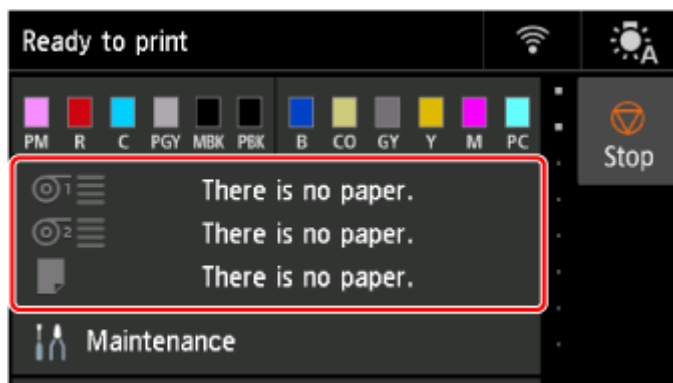 Ready to print
A
PM R C PGY MBK PBK B CO GY Y M PC
Stop
1 There is no paper.
2 There is no paper.
There is no paper.
Maintenance